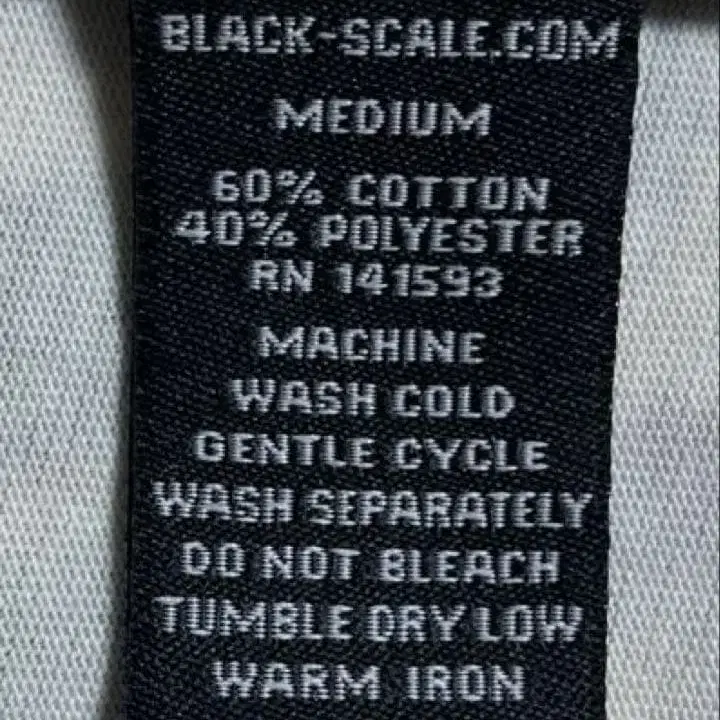 BLACK-SCALE.COM
MEDIUM
60% COTTON
40% POLYESTER
RN 141593
MACHINE
WASH COLD
GENTLE CYCLE
WASH SEPARATELY
DO NOT BLEACH
TUMBLE DRY LOW
WARM IRON